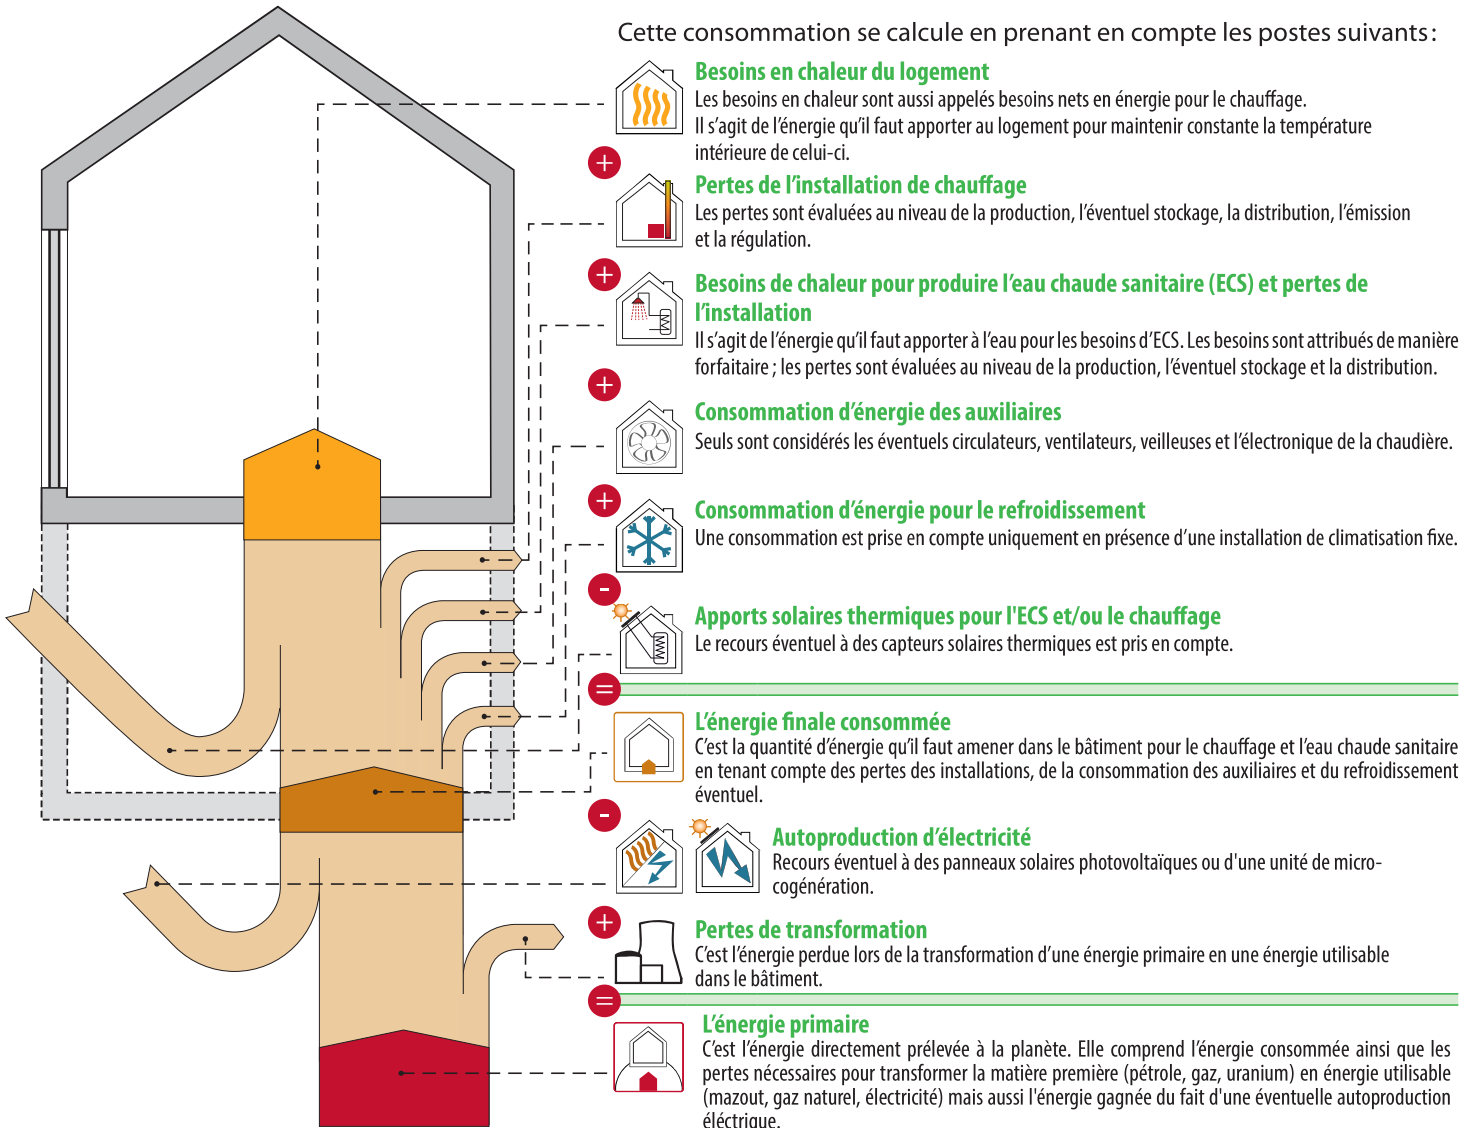 Cette consommation se calcule en prenant en compte les postes suivants :
Besoins en chaleur du logement
Les besoins en chaleur sont aussi appelés besoins nets en énergie pour le chauffage.
Il s’agit de l’énergie qu’il faut apporter au logement pour maintenir constante la température
intérieure de celui-ci.
+
Pertes de l’installation de chauffage
Les pertes sont évaluées au niveau de la production, l’éventuel stockage, la distribution, l’émission
et la régulation.
+
Besoins de chaleur pour produire l’eau chaude sanitaire (ECS) et pertes de
l’installation
Il s’agit de l’énergie qu’il faut apporter à l’eau pour les besoins d’ECS. Les besoins sont attribués de manière
forfaitaire ; les pertes sont évaluées au niveau de la production, l’éventuel stockage et la distribution.
+
Consommation d’énergie des auxiliaires
Seuls sont considérés les éventuels circulateurs, ventilateurs, veilleuses et l’électronique de la chaudière.
+
Consommation d’énergie pour le refroidissement
Une consommation est prise en compte uniquement en présence d’une installation de climatisation fixe.
-
Apports solaires thermiques pour l'ECS et/ou le chauffage
Le recours éventuel à des capteurs solaires thermiques est pris en compte.
=
L’énergie finale consommée
C’est la quantité d’énergie qu’il faut amener dans le bâtiment pour le chauffage et l’eau chaude sanitaire
en tenant compte des pertes des installations, de la consommation des auxiliaires et du refroidissement
éventuel.
-
Autoproduction d’électricité
Recours éventuel à des panneaux solaires photovoltaïques ou d'une unité de micro-
cogénération.
+
Pertes de transformation
C’est l’énergie perdue lors de la transformation d’une énergie primaire en une énergie utilisable
dans le bâtiment.
=
L’énergie primaire
C’est l’énergie directement prélevée à la planète. Elle comprend l’énergie consommée ainsi que les
pertes nécessaires pour transformer la matière première (pétrole, gaz, uranium) en énergie utilisable
(mazout, gaz naturel, électricité) mais aussi l'énergie gagnée du fait d'une éventuelle autoproduction
éléctrique.